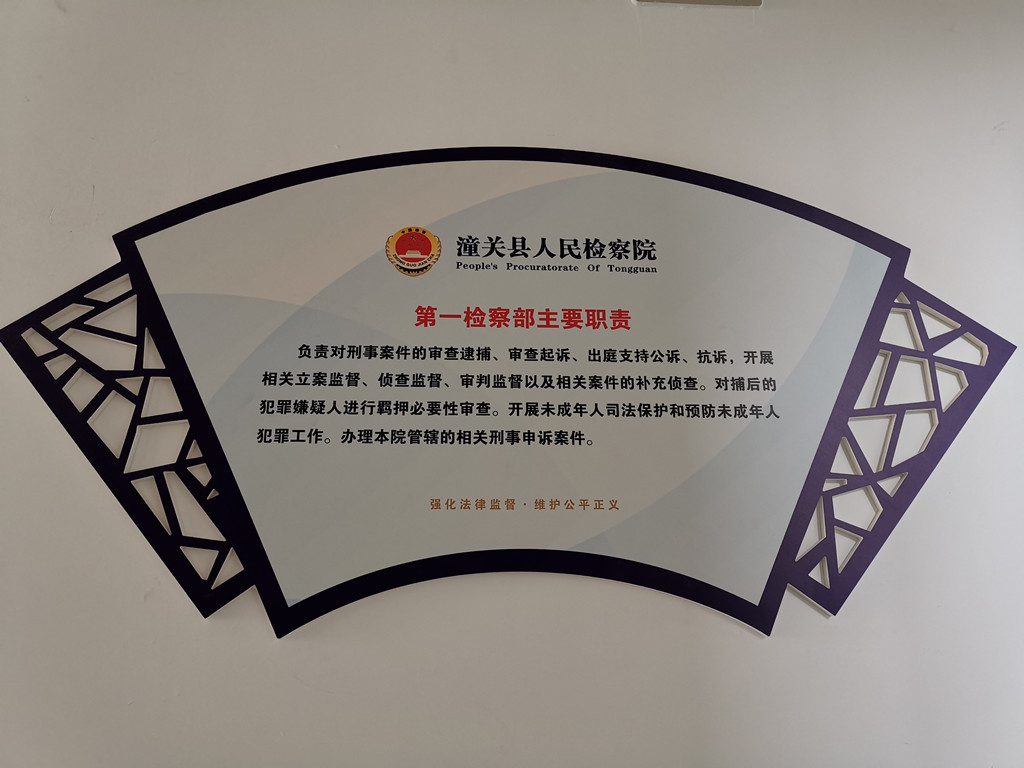 潼关县人民检察院
People's Procuratorate Of Tongguan
第一检察部主要职责
负责对刑事案件的审查逮捕、审查起诉、出庭支持公诉、抗诉，开展
相关立案监督、侦查监督、审判监督以及相关案件的补充侦查。对捕后的
犯罪嫌疑人进行羁押必要性审查。开展未成年人司法保护和预防未成年人
犯罪工作。办理本院管辖的相关刑事申诉案件。
强化法律监督·维护公平正义